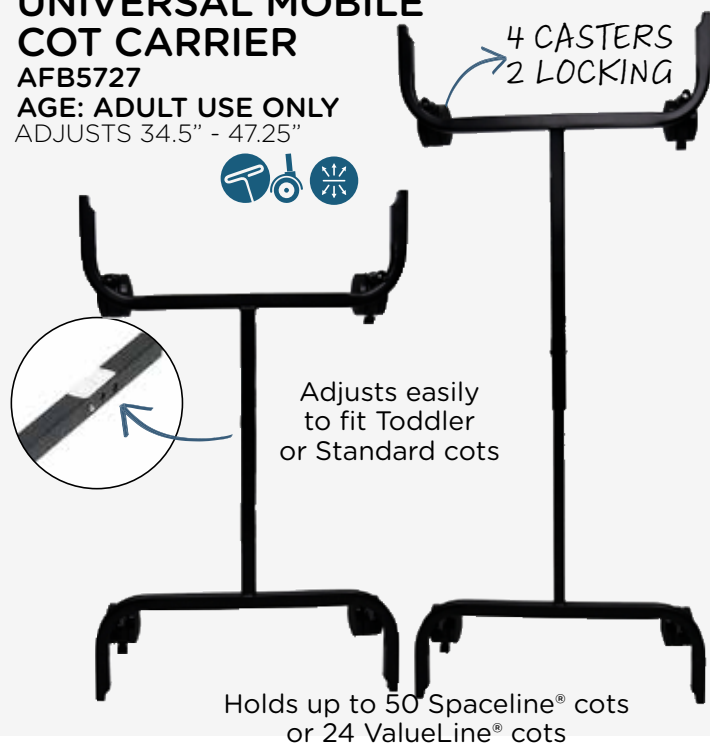 UNIVERSAL MOBILE
COT CARRIER
AFB5727
AGE: ADULT USE ONLY
ADJUSTS 34.5” - 47.25”
4 CASTERS
2 LOCKING
Adjusts easily
to fit Toddler
or Standard cots
Holds up to 50 Spaceline® cots
or 24 ValueLine® cots